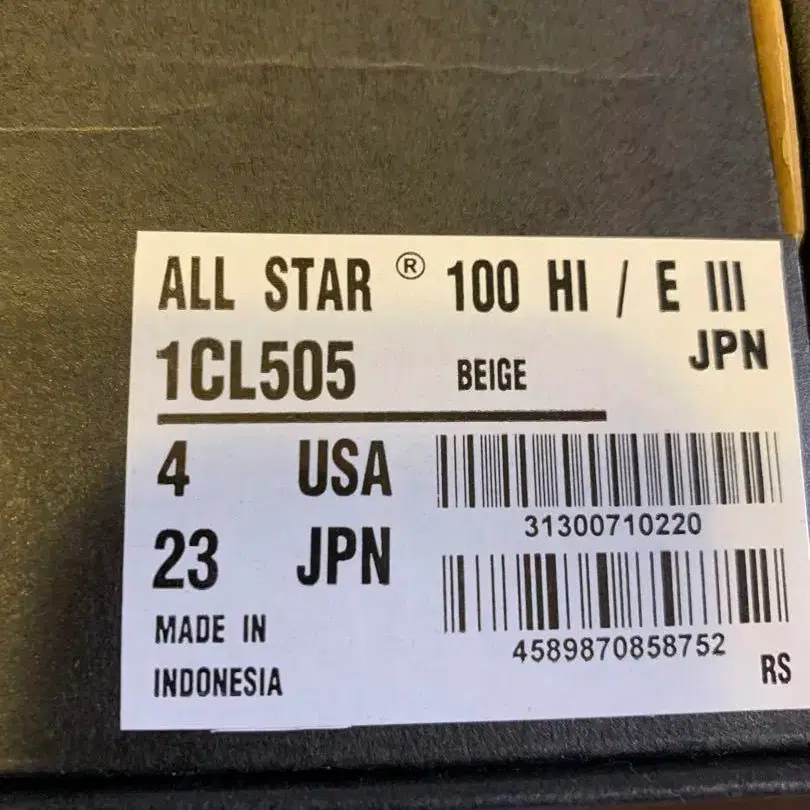 ALL STAR ® 100 HI / E III
JPN
1CL505 BEIGE
4 USA
31300710220
23 JPN
4589870858752
MADE IN
INDONESIA
RS